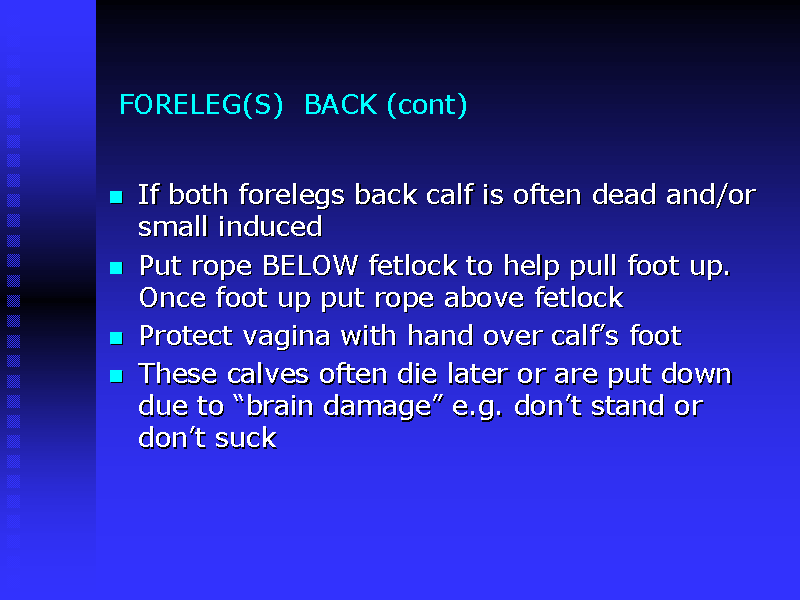 FORELEG(S) BACK (cont)
If both forelegs back calf is often dead and/or
small induced
Put rope BELOW fetlock to help pull foot up.
Once foot up put rope above fetlock
Protect vagina with hand over calf’s foot
These calves often die later or are put down
due to “brain damage” e.g. don’t stand or
don’t suck